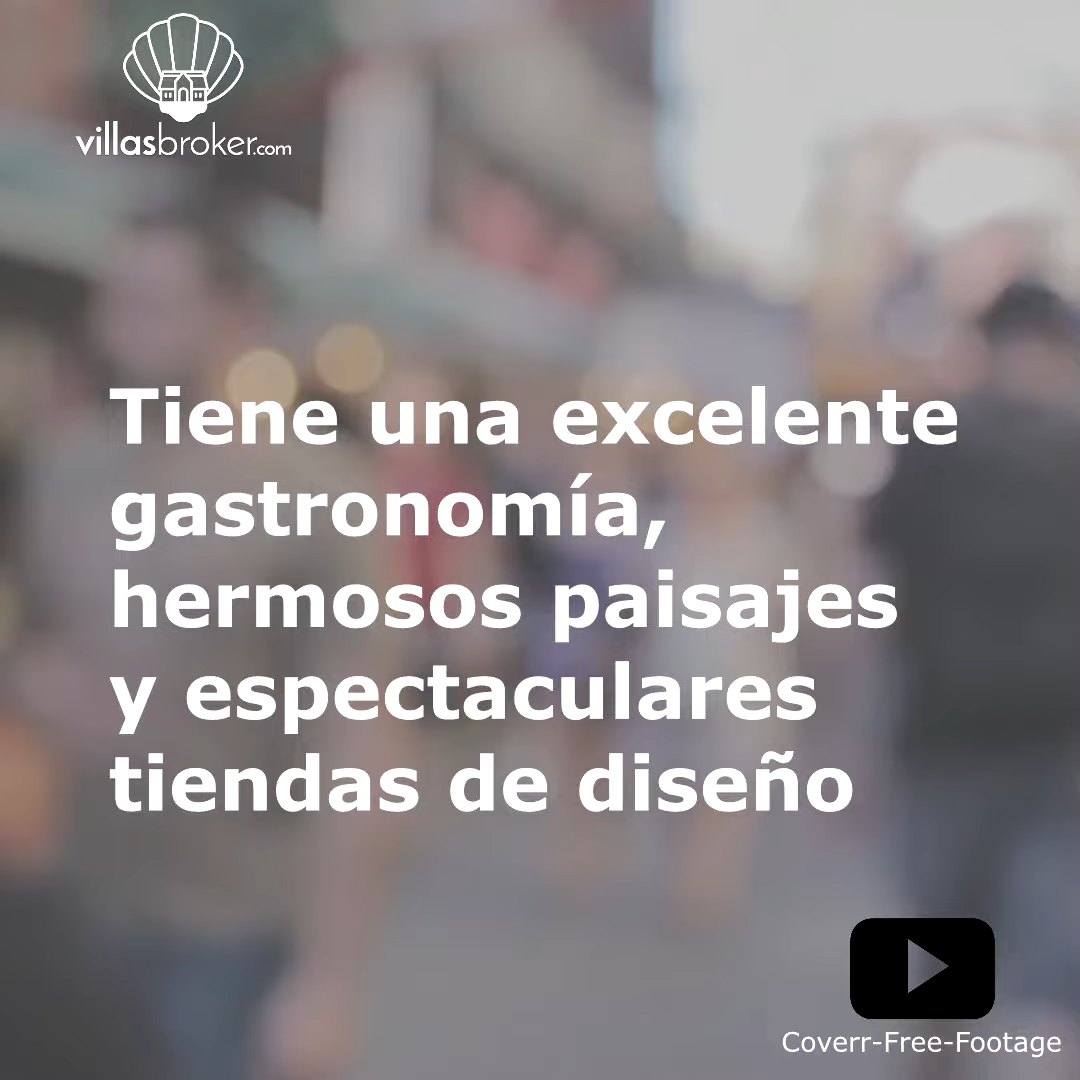 villasbroker.com
Tiene una excelente
gastronomía,
hermosos paisajes
y espectaculares
tiendas de diseño
Coverr-Free-Footage